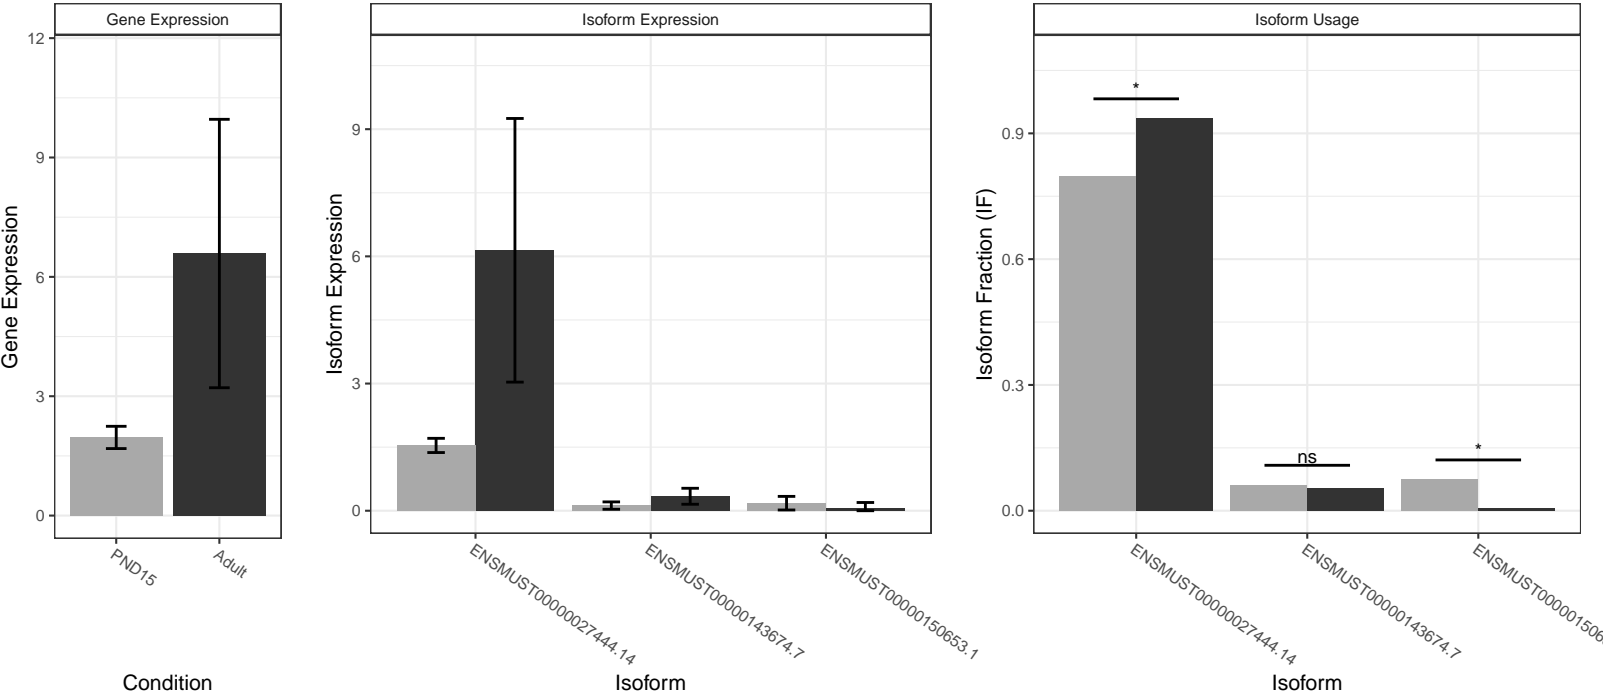 Gene Expression
Isoform Expression
Isoform Usage
Gene Expression
12
9
6
3
0
PND15
Adult
Condition
Isoform Expression
9
6
3
0
ENSMUST00000027444.14
ENSMUST00000143674.7
ENSMUST00000150653.1
Isoform
Isoform Fraction (IF)
0.9
0.6
0.3
0.0
*
ns
*
ENSMUST00000027444.14
ENSMUST00000143674.7
ENSMUST000001506
Isoform